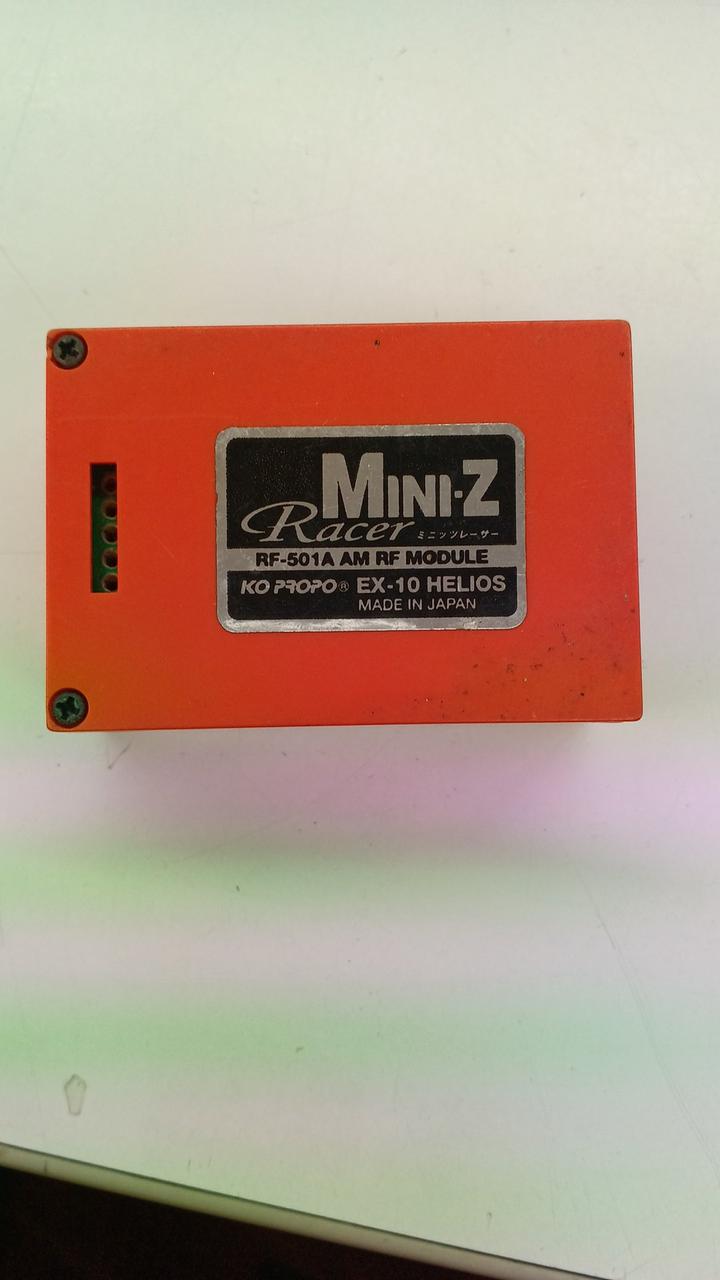 MINI-Z
Racer ミニッツレーサー
RF-501A AM RF MODULE
KO PROPO® EX-10 HELIOS
MADE IN JAPAN